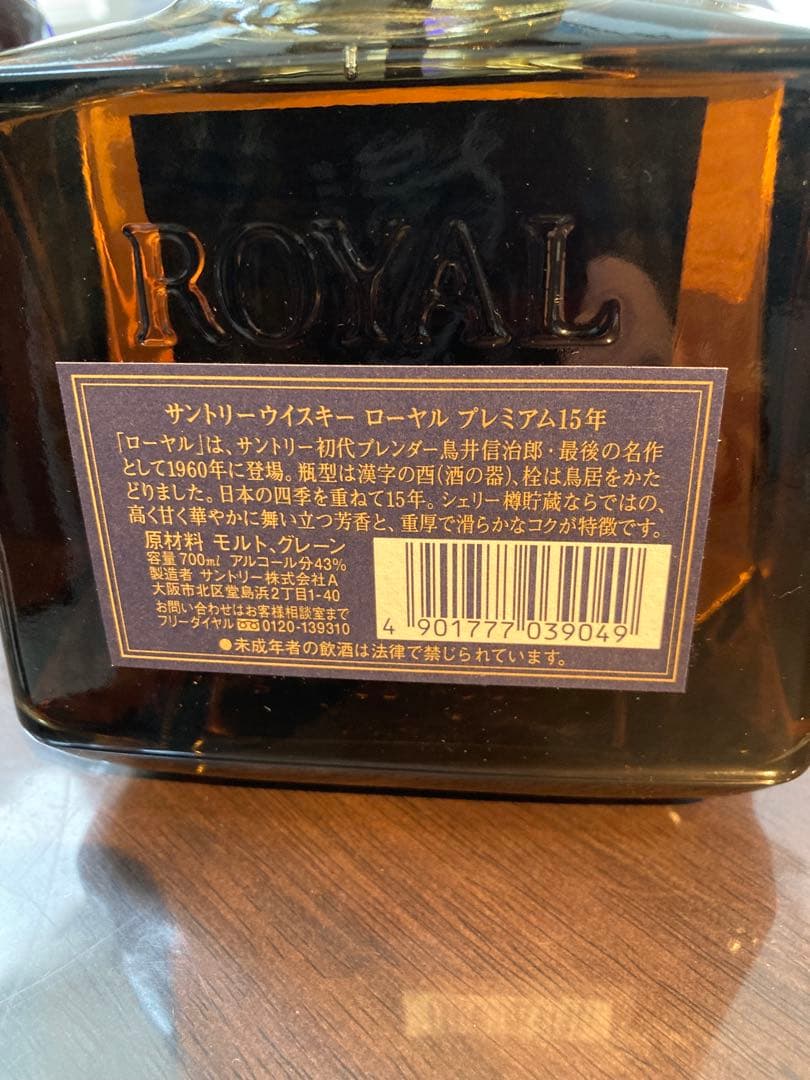 ROYAL
サントリーウイスキー ローヤル プレミアム15年
「ローヤル」は、サントリー初代ブレンダー鳥井信治郎・最後の名作
として1960年に登場。瓶型は漢字の酉(酒の器)、栓は鳥居をかた
どりました。日本の四季を重ねて15年。シェリー樽貯蔵ならではの、
高く甘く華やかに舞い立つ芳香と、重厚で滑らかなコクが特徴です。
原材料 モルト、グレーン
容量700ml アルコール分43%
製造者 サントリー株式会社A
大阪市北区堂島浜2丁目1-40
お問い合わせはお客様相談室まで
フリーダイヤル 0120-139310
4 901777 039049
●未成年者の飲酒は法律で禁じられています。